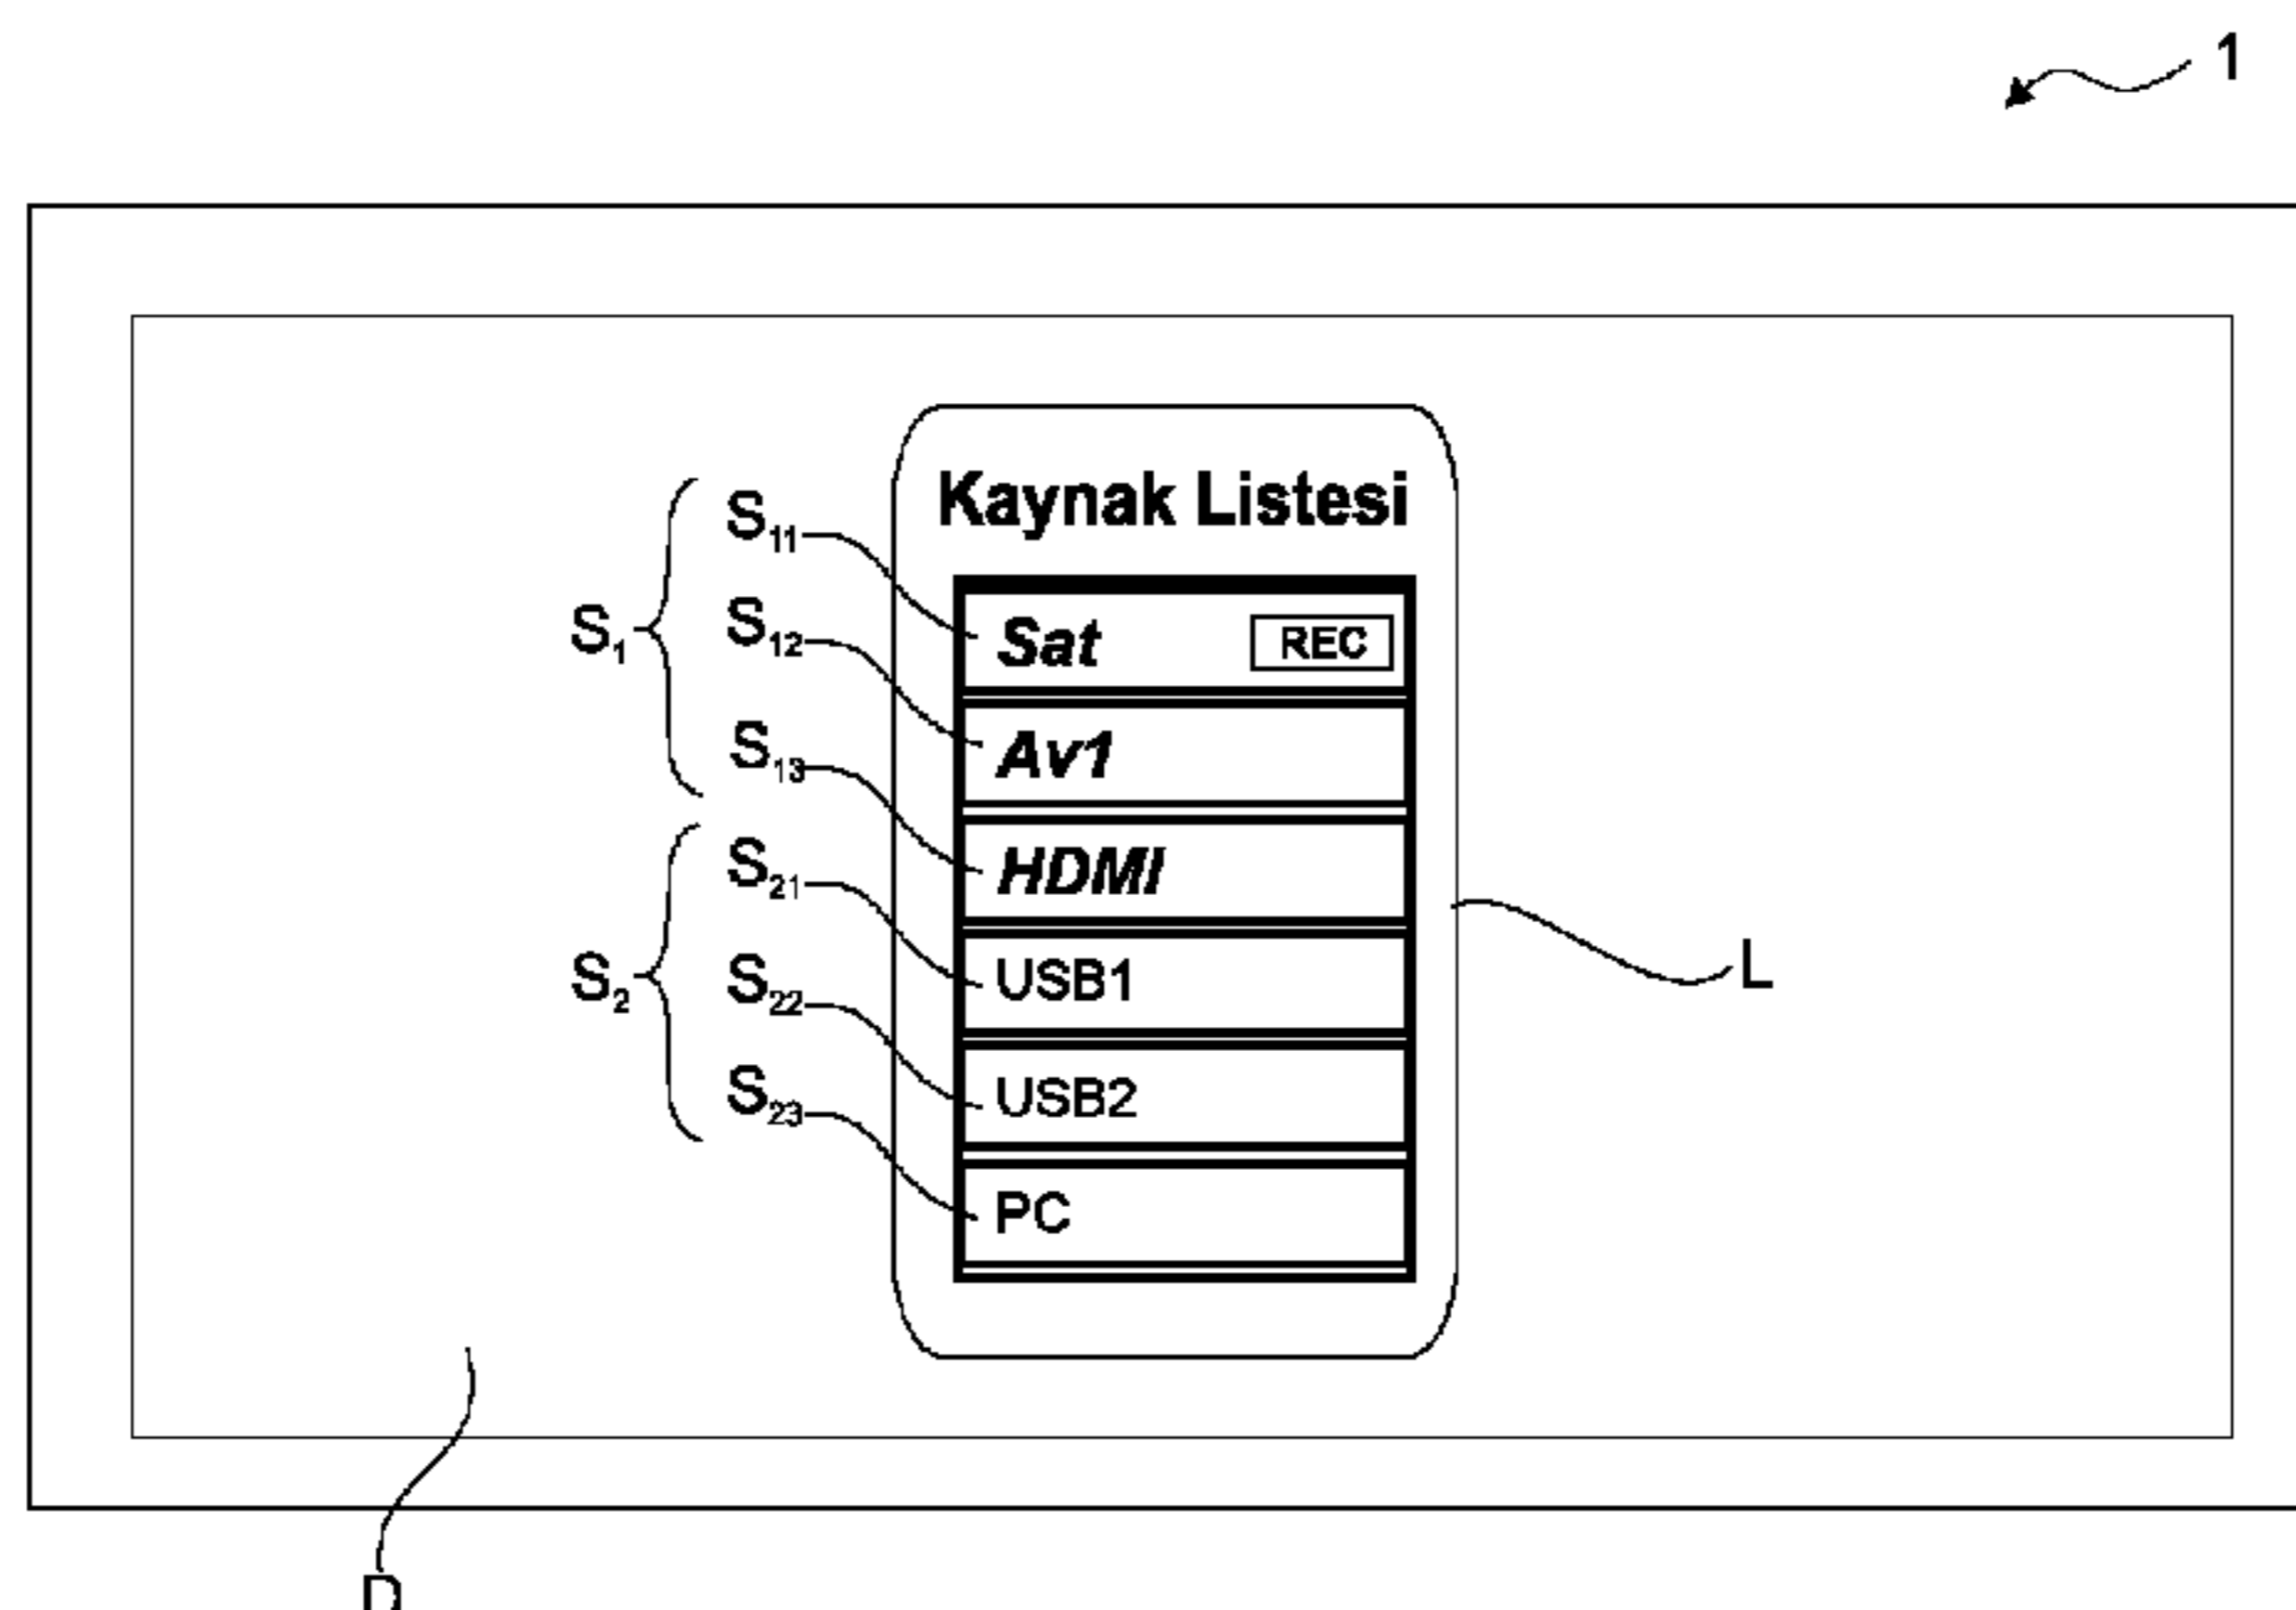 1
Kaynak Listesi
S11
Sat REC
S12
S1
Av1
S13
HDMI
S21
USB1
L
S22
S2
USB2
S23
PC
D